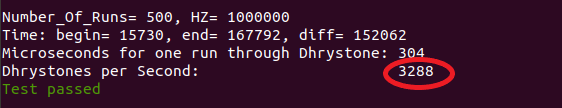 Number_Of_Runs= 500, HZ= 1000000
Time: begin= 15730, end= 167792, diff= 152062
Microseconds for one run through Dhrystone: 304
Dhrystones per Second: 3288
Test passed